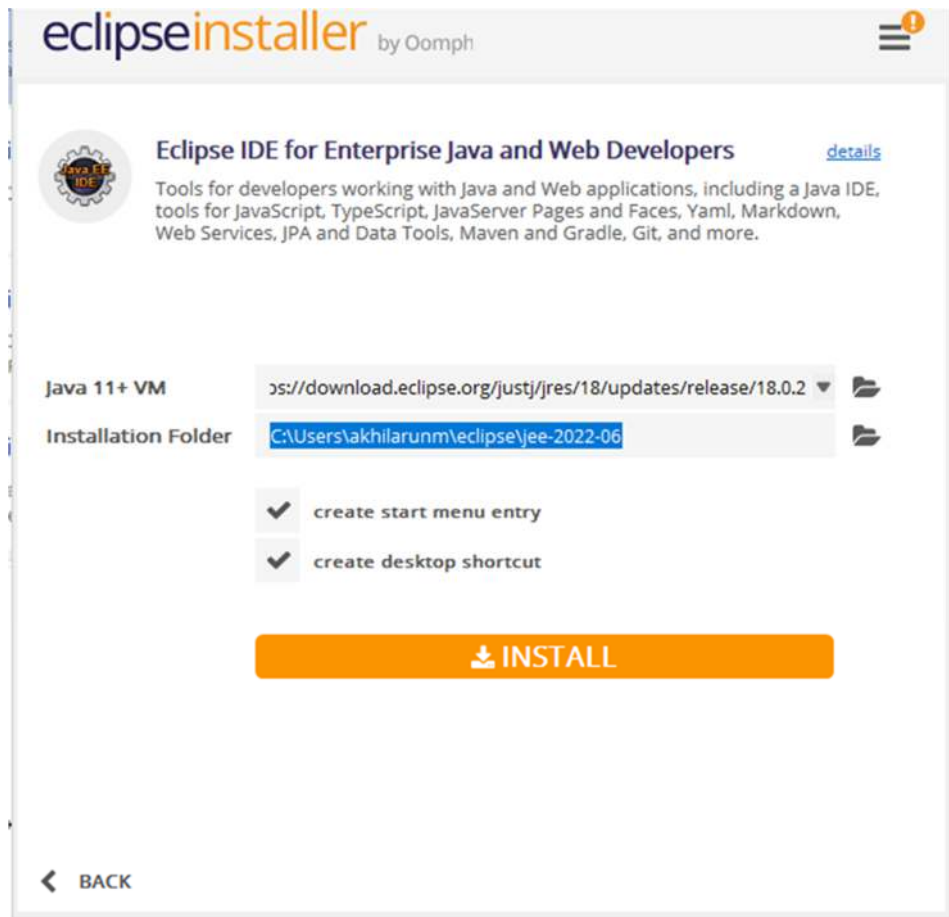 eclipseinstaller by Oomph
Java EE
IDE
Eclipse IDE for Enterprise Java and Web Developers details
Tools for developers working with Java and Web applications, including a Java IDE,
tools for JavaScript, TypeScript, JavaServer Pages and Faces, Yaml, Markdown,
Web Services, JPA and Data Tools, Maven and Gradle, Git, and more.
Java 11+ VM ps://download.eclipse.org/justj/jres/18/updates/release/18.0.2
Installation Folder C:\Users\akhilarunm\eclipse\jee-2022-06
create start menu entry
create desktop shortcut
INSTALL
BACK